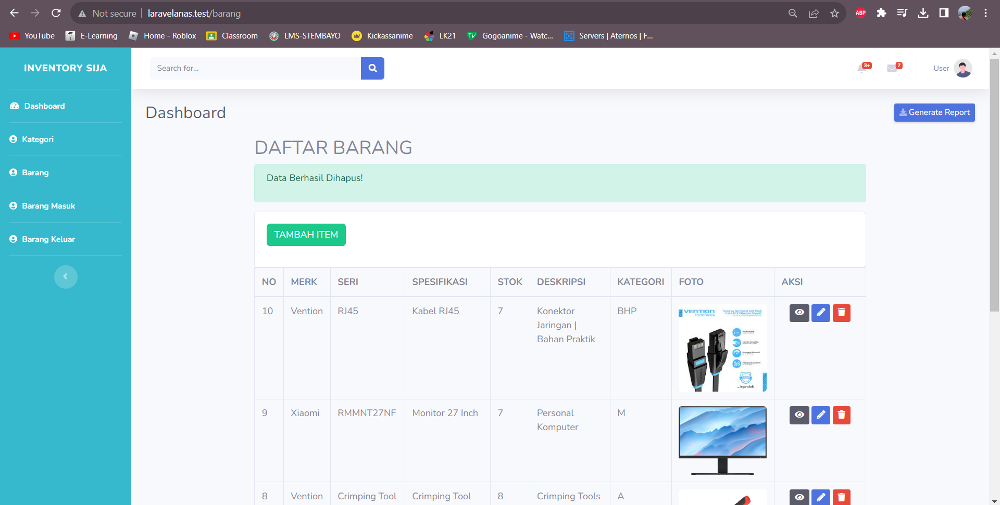 Not secure | laravelanas.test/barang
ABP
YouTube E-Learning Home - Roblox Classroom LMS-STEMBAYO Kickassanime LK21 TV Gogoanime - Watc... Servers | Aternos | F...
INVENTORY SIJA
Dashboard
Kategori
Barang
Barang Masuk
Barang Keluar
Search for...
3+
7
User
Dashboard
Generate Report
DAFTAR BARANG
Data Berhasil Dihapus!
TAMBAH ITEM
NO MERK SERI SPESIFIKASI STOK DESKRIPSI KATEGORI FOTO AKSI
10 Vention RJ45 Kabel RJ45 7 Konektor BHP
Jaringan |
Bahan Praktik
VENTION
Indonesia
by inprotek
9 Xiaomi RMMNT27NF Monitor 27 Inch 7 Personal M
Komputer
8 Vention Crimping Tool Crimping Tool 8 Crimping Tools A